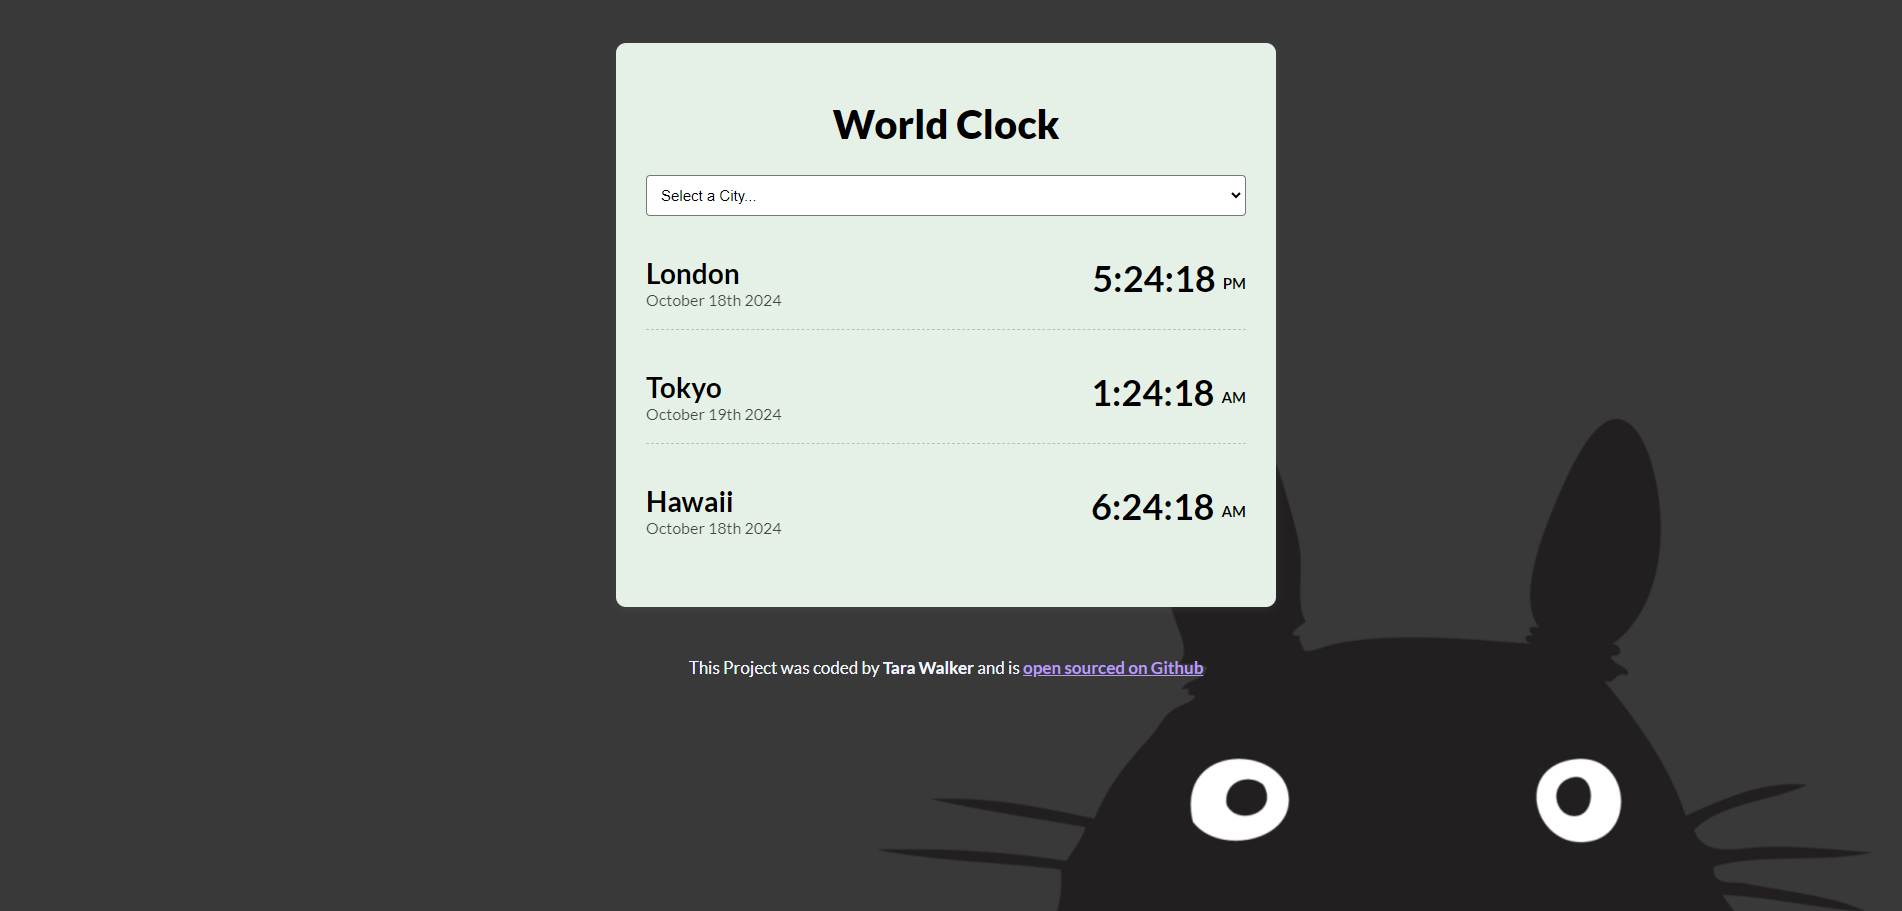 World Clock
Select a City...
London
5:24:18 PM
October 18th 2024
Tokyo
1:24:18 AM
October 19th 2024
Hawaii
6:24:18 AM
October 18th 2024
This Project was coded by Tara Walker and is open sourced on Github